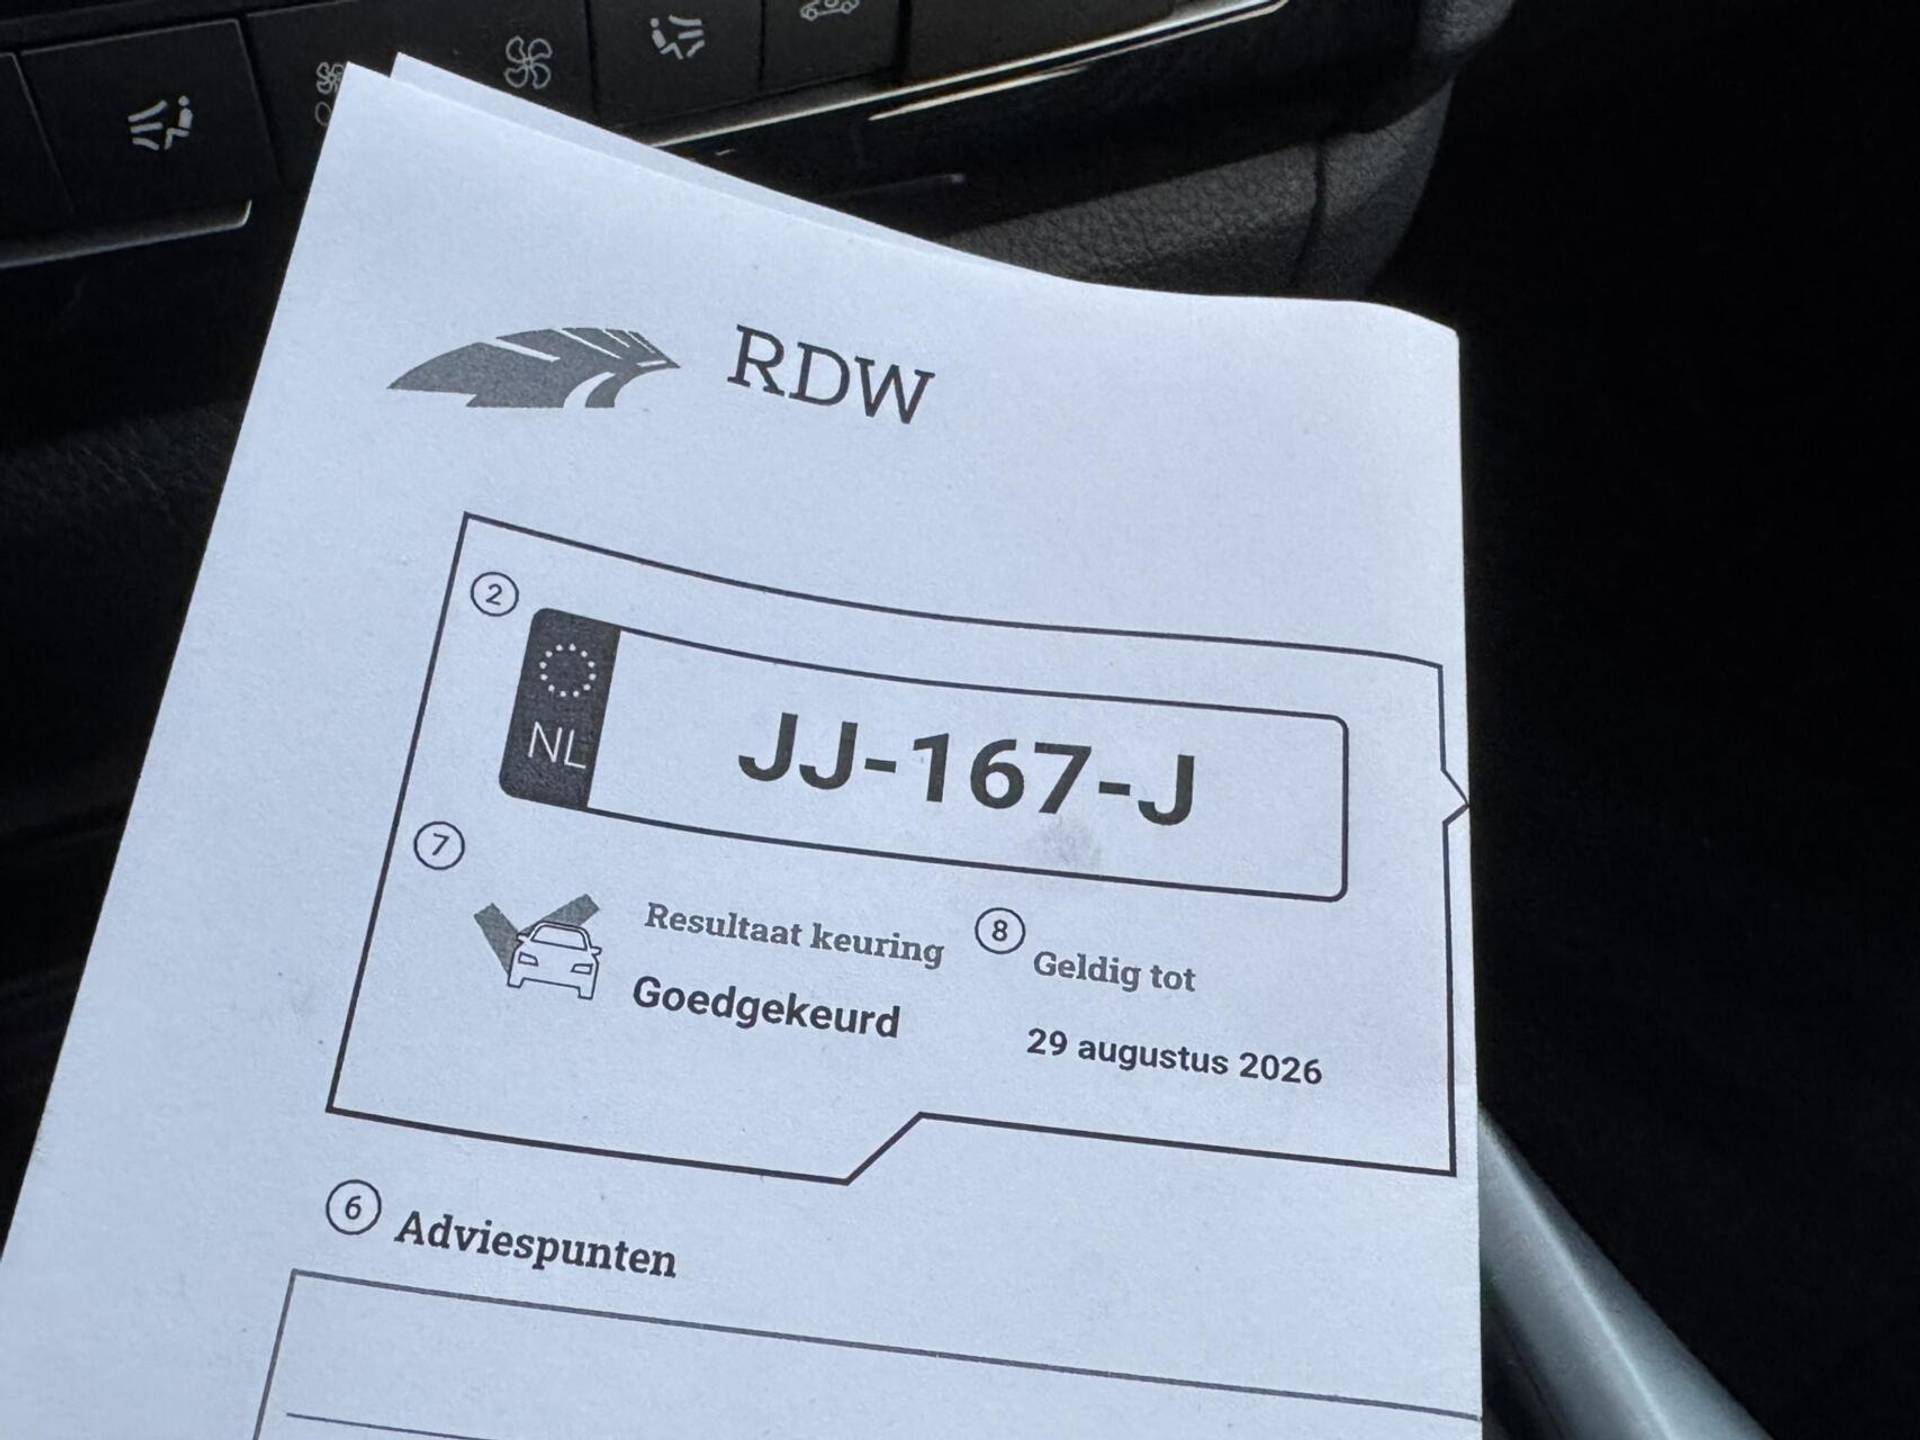 RDW
2
NL
JJ-167-J
7
Resultaat keuring
Goedgekeurd
8
Geldig tot
29 augustus 2026
6
Adviespunten